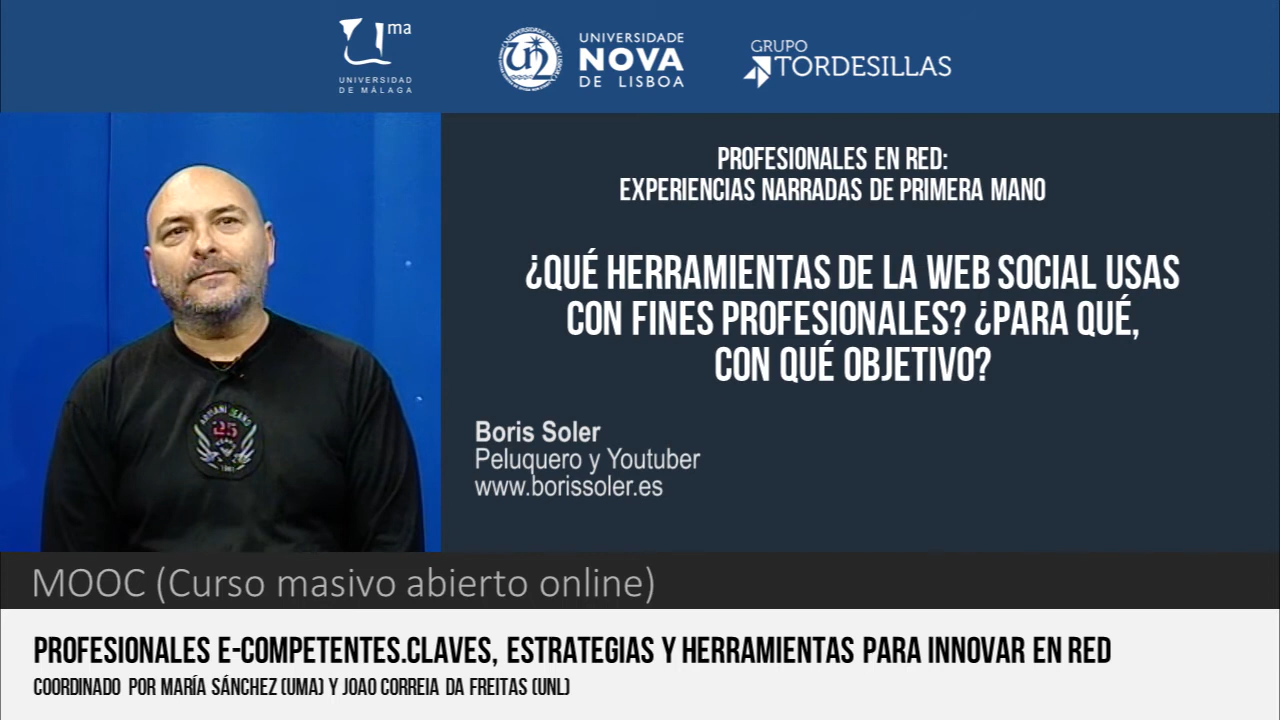 uma
UNIVERSIDAD
DE MÁLAGA
UNIVERSIDADE
NOVA
DE LISBOA
GRUPO
TORDESILLAS
PROFESIONALES EN RED:
EXPERIENCIAS NARRADAS DE PRIMERA MANO
¿QUÉ HERRAMIENTAS DE LA WEB SOCIAL USAS
CON FINES PROFESIONALES? ¿PARA QUÉ,
CON QUÉ OBJETIVO?
Boris Soler
Peluquero y Youtuber
www.borissoler.es
25
MOOC (Curso masivo abierto online)
PROFESIONALES E-COMPETENTES.CLAVES, ESTRATEGIAS Y HERRAMIENTAS PARA INNOVAR EN RED
COORDINADO POR MARÍA SÁNCHEZ (UMA) Y JOAO CORREIA DA FREITAS (UNL)